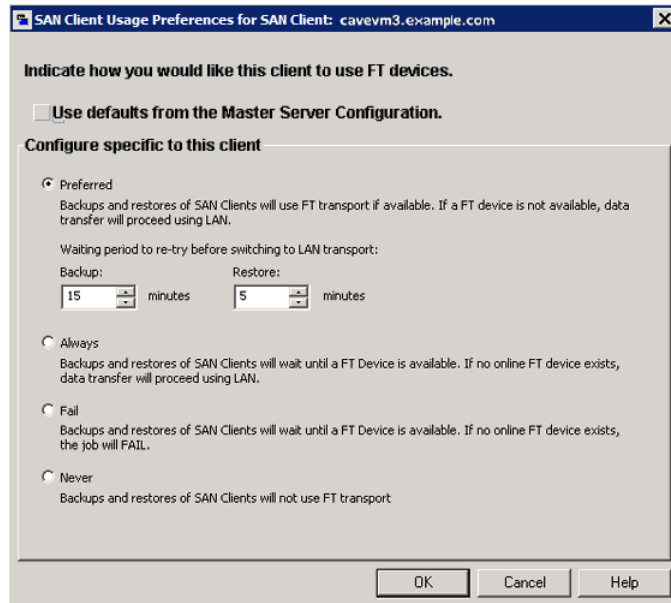 SAN Client Usage Preferences for SAN Client: cavevm3.example.com
Indicate how you would like this client to use FT devices.
Use defaults from the Master Server Configuration.
Configure specific to this client
Preferred
Backups and restores of SAN Clients will use FT transport if available. If a FT device is not available, data
transfer will proceed using LAN.
Waiting period to re-try before switching to LAN transport:
Backup: Restore:
15 minutes 5 minutes
Always
Backups and restores of SAN Clients will wait until a FT Device is available. If no online FT device exists,
data transfer will proceed using LAN.
Fail
Backups and restores of SAN Clients will wait until a FT Device is available. If no online FT device exists,
the job will FAIL.
Never
Backups and restores of SAN Clients will not use FT transport
OK Cancel Help